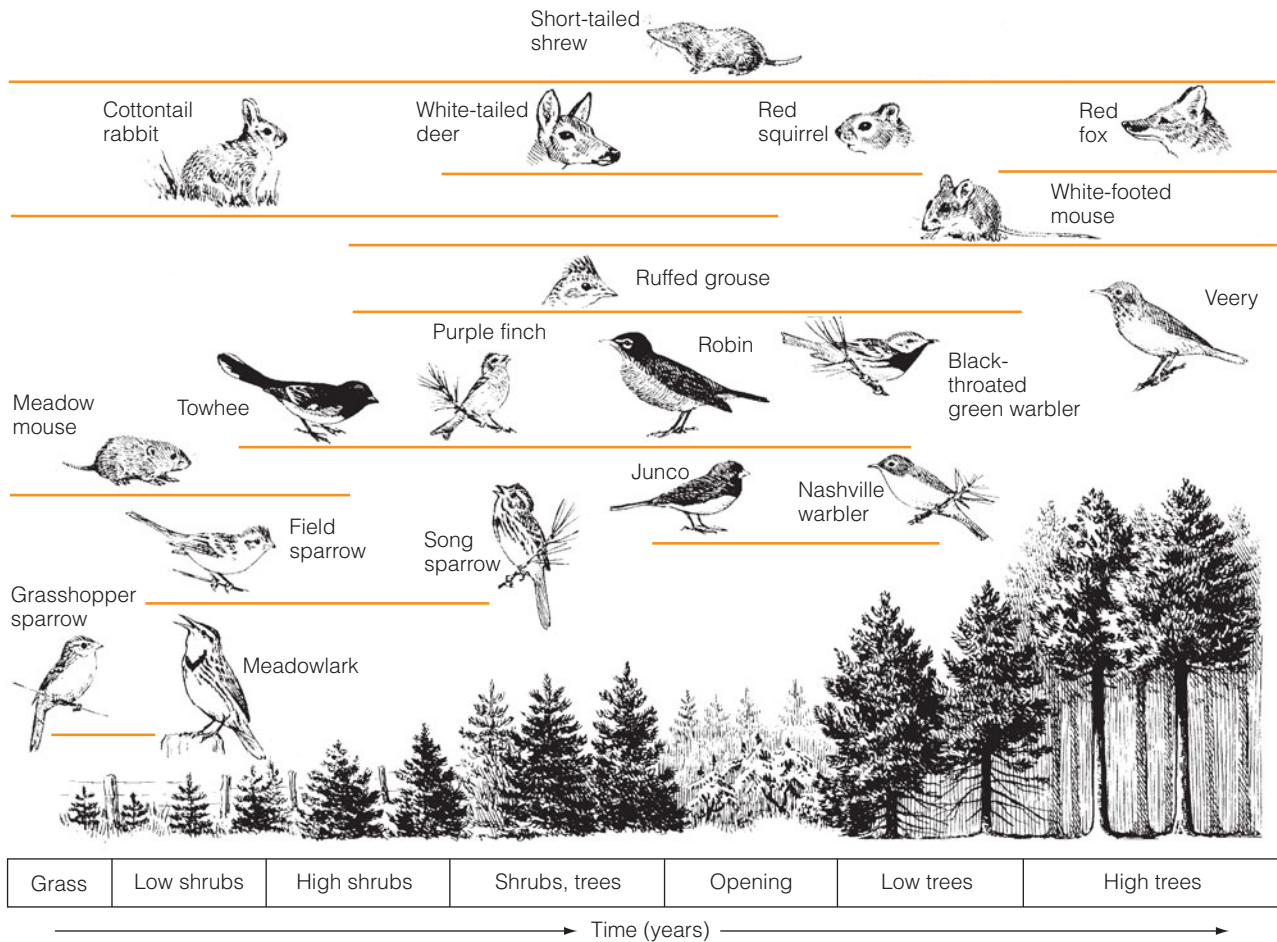 Short-tailed
shrew
Cottontail
rabbit
White-tailed
deer
Red
squirrel
Red
fox
White-footed
mouse
Ruffed grouse
Veery
Purple finch
Robin
Black-
throated
green warbler
Towhee
Meadow
mouse
Junco
Nashville
warbler
Field
sparrow
Song
sparrow
Grasshopper
sparrow
Meadowlark
Grass
Low shrubs
High shrubs
Shrubs, trees
Opening
Low trees
High trees
Time (years)